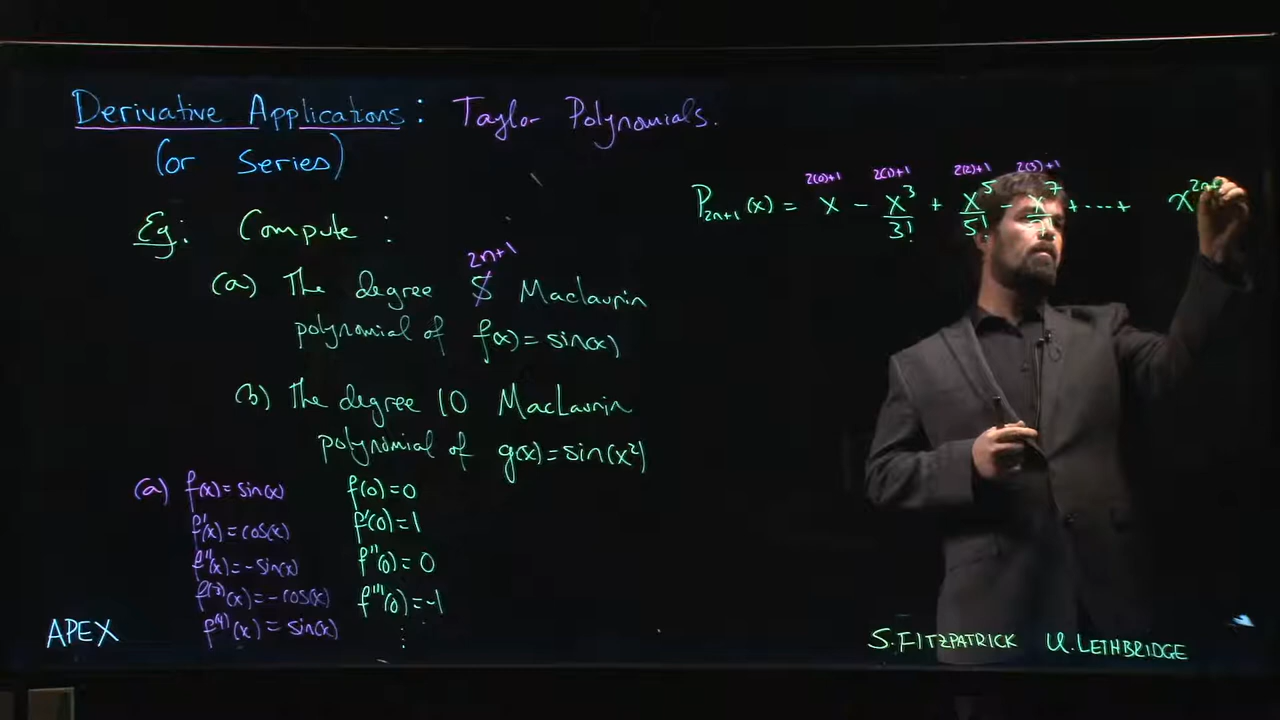 Derivative Applications: Taylor Polynomials.
(or Series)
Eg: Compute:
(a) The degree 2n+1 Maclaurin
polynomial of f(x)=sin(x)
(b) The degree 10 MacLaurin
polynomial of g(x)=sin(x²)
(a) f(x)=sin(x) f(0)=0
f'(x)=cos(x) f'(0)=1
f''(x)=-sin(x) f''(0)=0
f⁽³⁾(x)=-cos(x) f'''(0)=-1
f⁽⁴⁾(x)=sin(x) ⋮
2(0)+1 2(1)+1 2(2)+1 2(3)+1
P₂ₙ₊₁(x) = x - x³/3! + x⁵/5! - x⁷/7! + ... + x
APEX
S. FITZPATRICK U. LETHBRIDGE